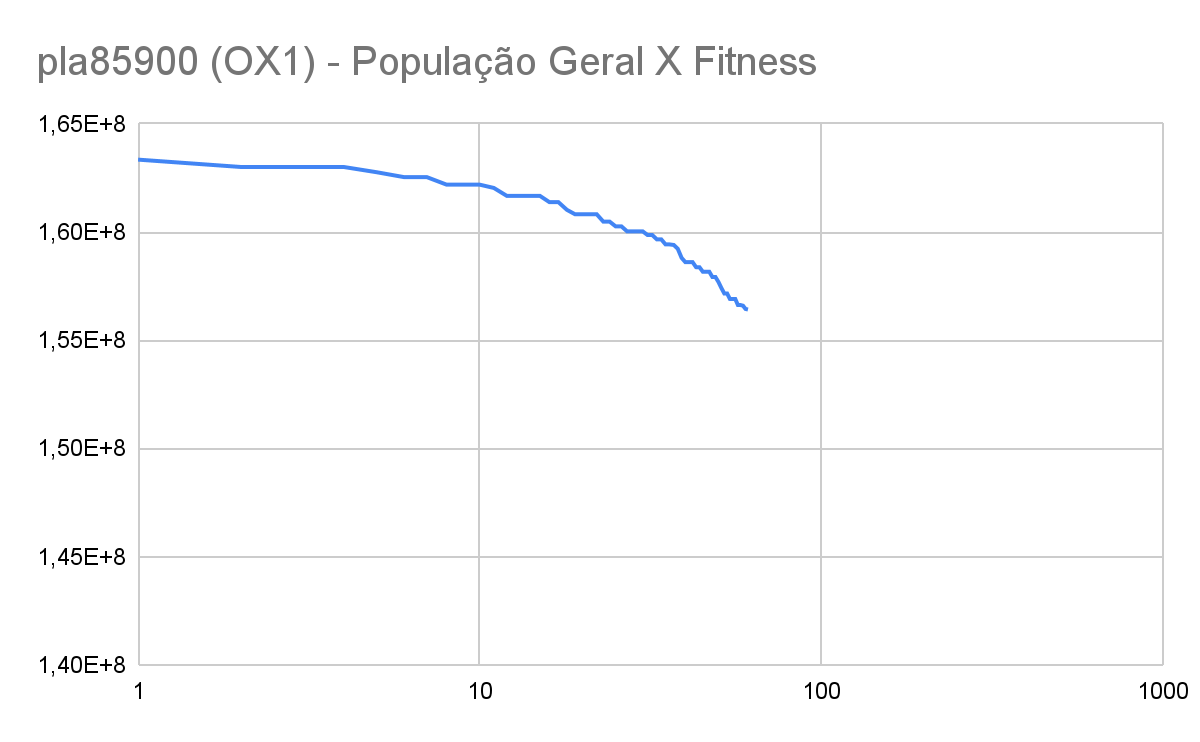 pla85900 (OX1) - População Geral X Fitness
1,65E+8
1,60E+8
1,55E+8
1,50E+8
1,45E+8
1,40E+8
1 10 100 1000